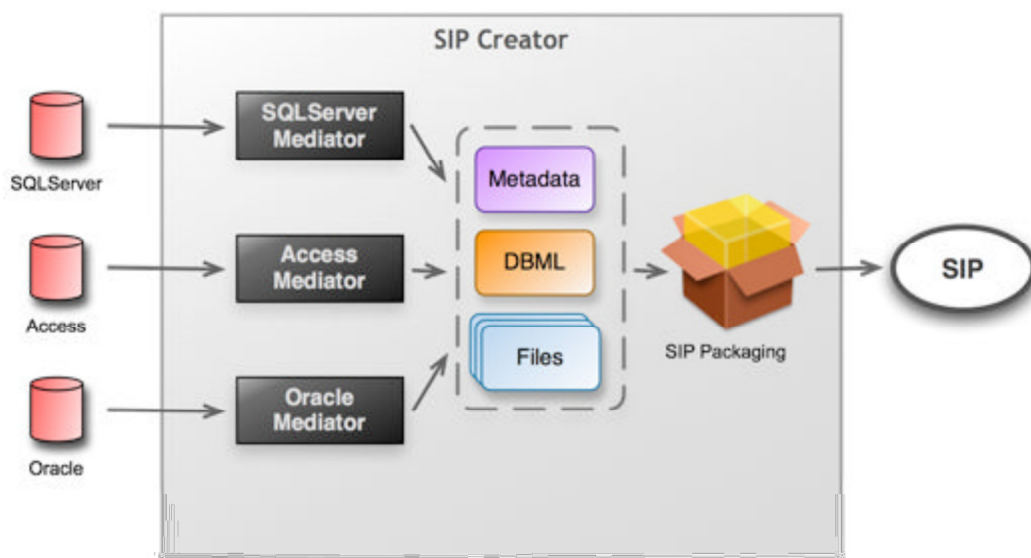 SIP Creator
SQLServer
Mediator
SQLServer
Metadata
Access
Mediator
DBML
SIP
Access
SIP Packaging
Files
Oracle
Mediator
Oracle